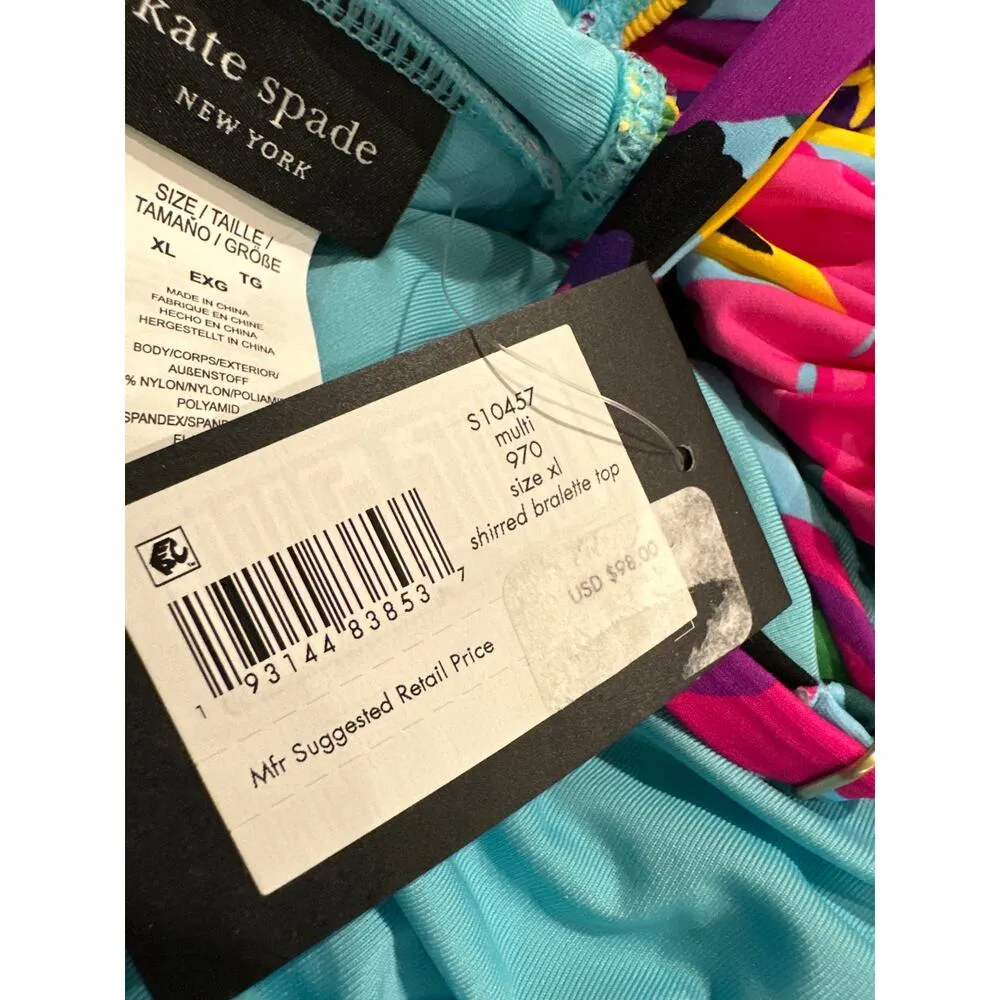 kate spade
NEW YORK
SIZE / TAILLE /
TAMAÑO / GRÖßE
XL TG
EXG
MADE IN CHINA
FABRIQUE EN CHINE
HECHO EN CHINA
HERGESTELLT IN CHINA
BODY/CORPS/EXTERIOR/
AUßENSTOFF
% NYLON/NYLON/POLIAMI
POLYAMID
SPANDEX/SPAN
S10457
multi
970
size xl
shirred bralette top
USD $98.00
1 93144 83853 7
Mfr Suggested Retail Price